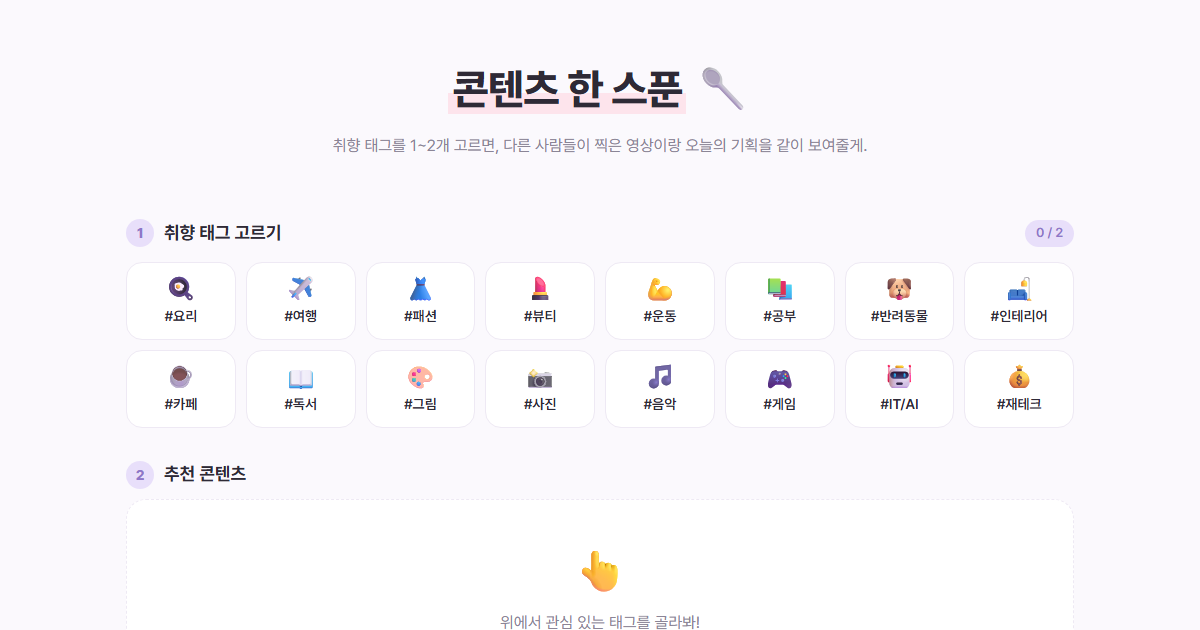 콘텐츠 한 스푼
취향 태그를 1~2개 고르면, 다른 사람들이 찍은 영상이랑 오늘의 기획을 같이 보여줄게.
1 취향 태그 고르기 0 / 2
#요리 #여행 #패션 #뷰티 #운동 #공부 #반려동물 #인테리어
#카페 #독서 #그림 #사진 #음악 #게임 #IT/AI #재테크
2 추천 콘텐츠
위에서 관심 있는 태그를 골라봐!